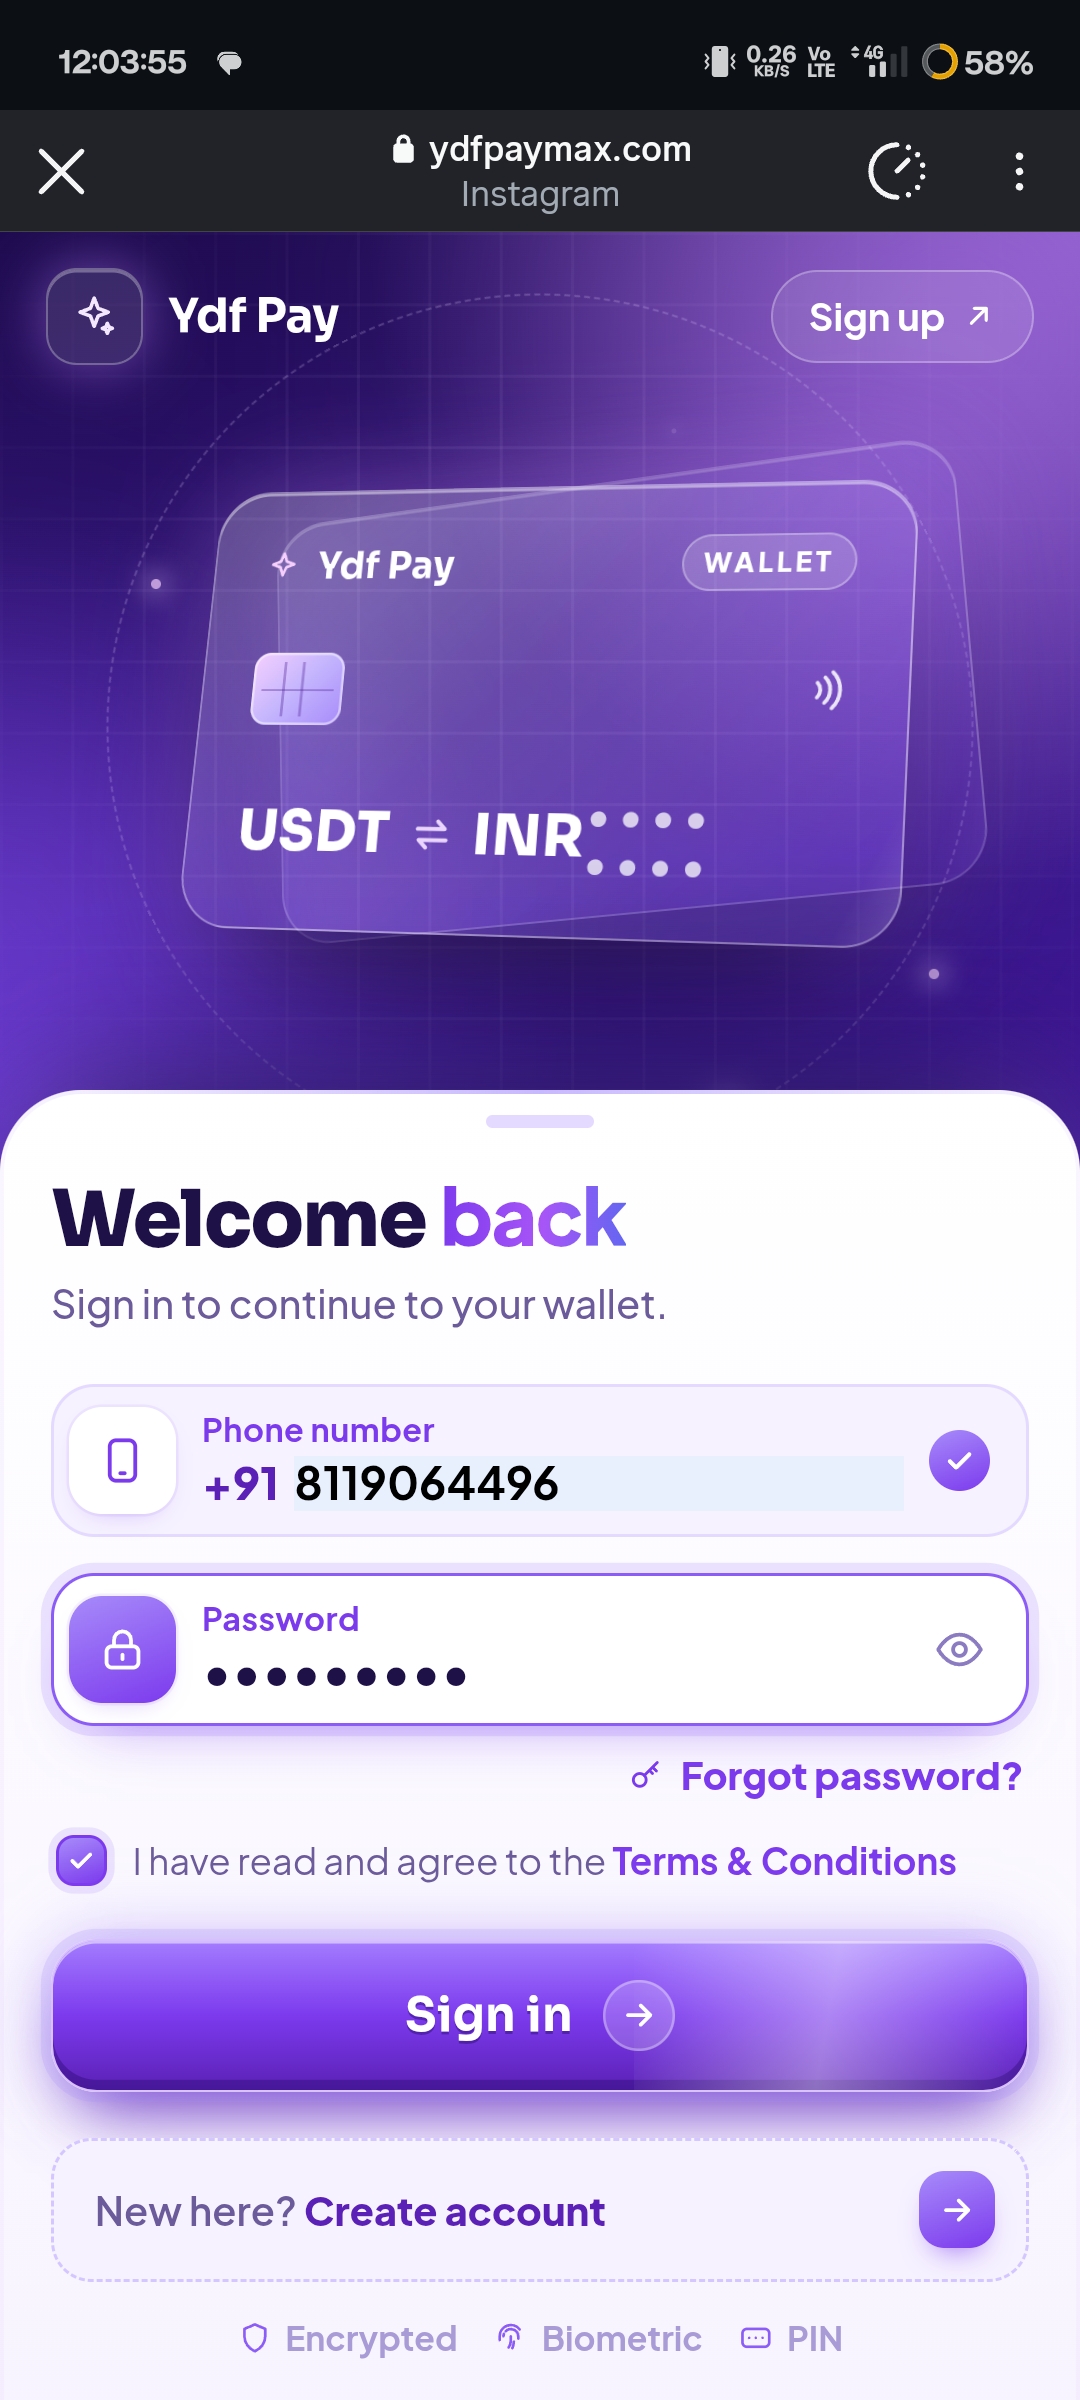 12:03:55
0.26 KB/S Vo LTE 4G 58%
ydfpaymax.com
Instagram
Ydf Pay
Sign up
Ydf Pay
WALLET
USDT ⇌ INR
Welcome back
Sign in to continue to your wallet.
Phone number
+91 8119064496
Password
Forgot password?
I have read and agree to the Terms & Conditions
Sign in
New here? Create account
Encrypted Biometric PIN